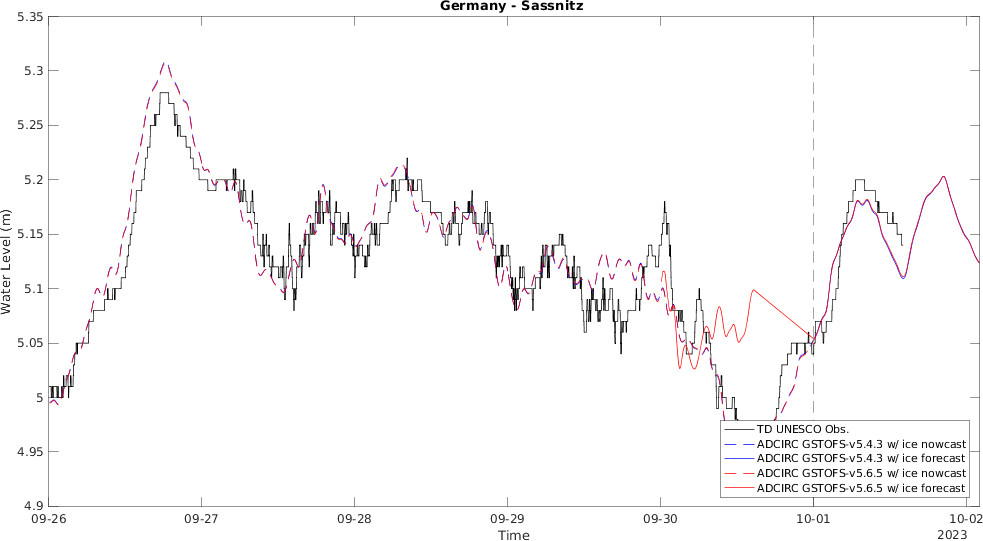 Germany - Sassnitz
5.35
5.3
5.25
5.2
5.15
5.1
5.05
5
4.95
4.9
Water Level (m)
TD UNESCO Obs.
ADCIRC GSTOFS-v5.4.3 w/ ice nowcast
ADCIRC GSTOFS-v5.4.3 w/ ice forecast
ADCIRC GSTOFS-v5.6.5 w/ ice nowcast
ADCIRC GSTOFS-v5.6.5 w/ ice forecast
09-26 09-27 09-28 09-29 09-30 10-01 10-02
Time
2023